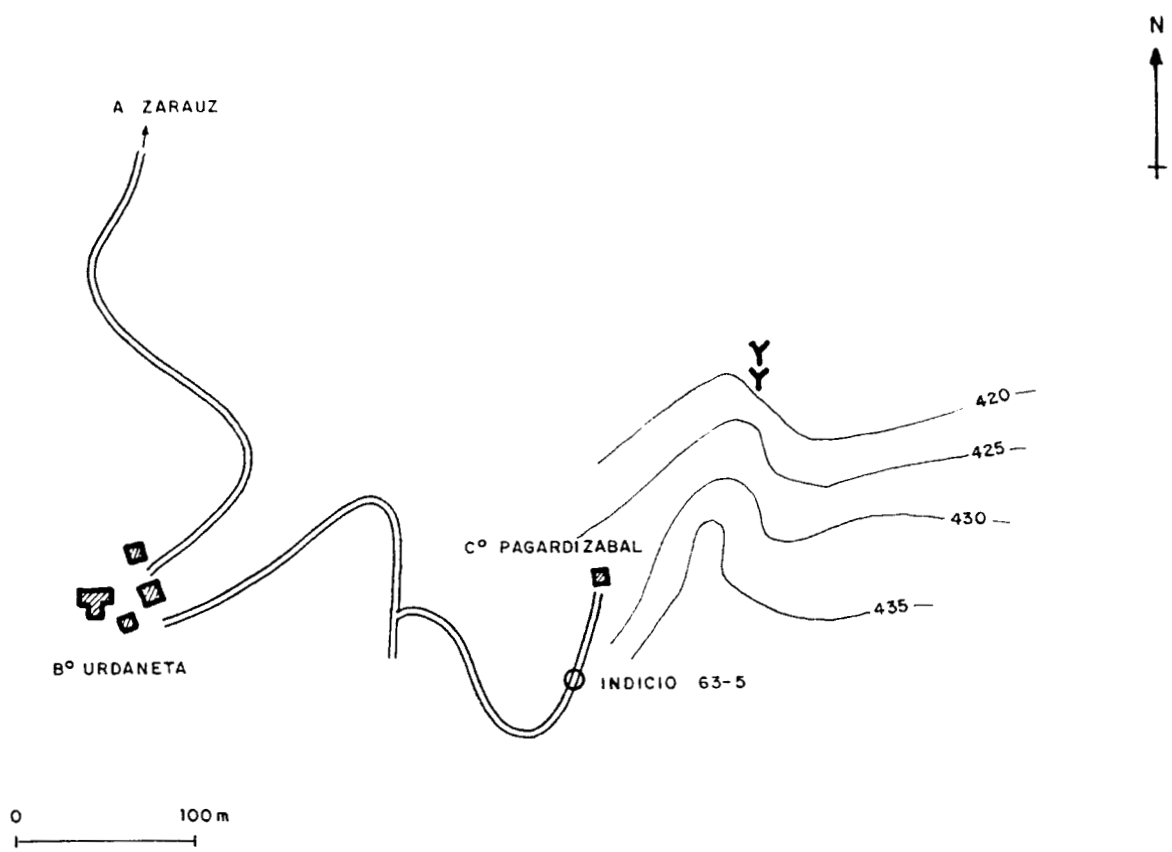 N
A ZARAUZ
420
425
430
Cº PAGARDIZABAL
435
Bº URDANETA
INDICIO 63-5
0 100 m